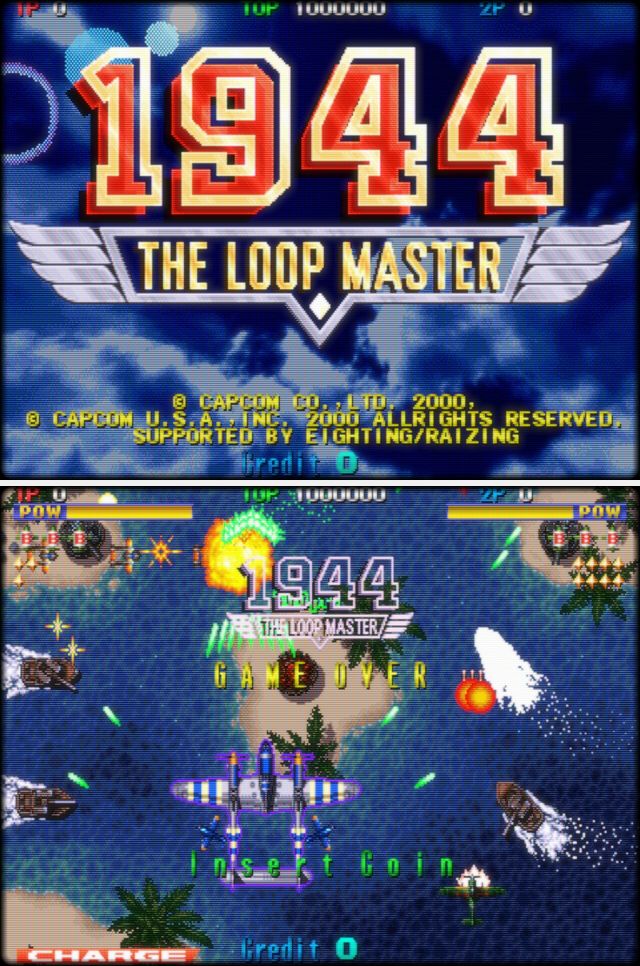 1P 0 TOP 1000000 2P 0
1944
THE LOOP MASTER
© CAPCOM CO.,LTD. 2000,
© CAPCOM U.S.A.,INC. 2000 ALLRIGHTS RESERVED.
SUPPORTED BY EIGHTING/RAIZING
Credit 0
1P 0 TOP 1000000 2P 0
POW POW
B B B B B B
1944
THE LOOP MASTER
GAME OVER
Insert Coin
CHARGE Credit 0